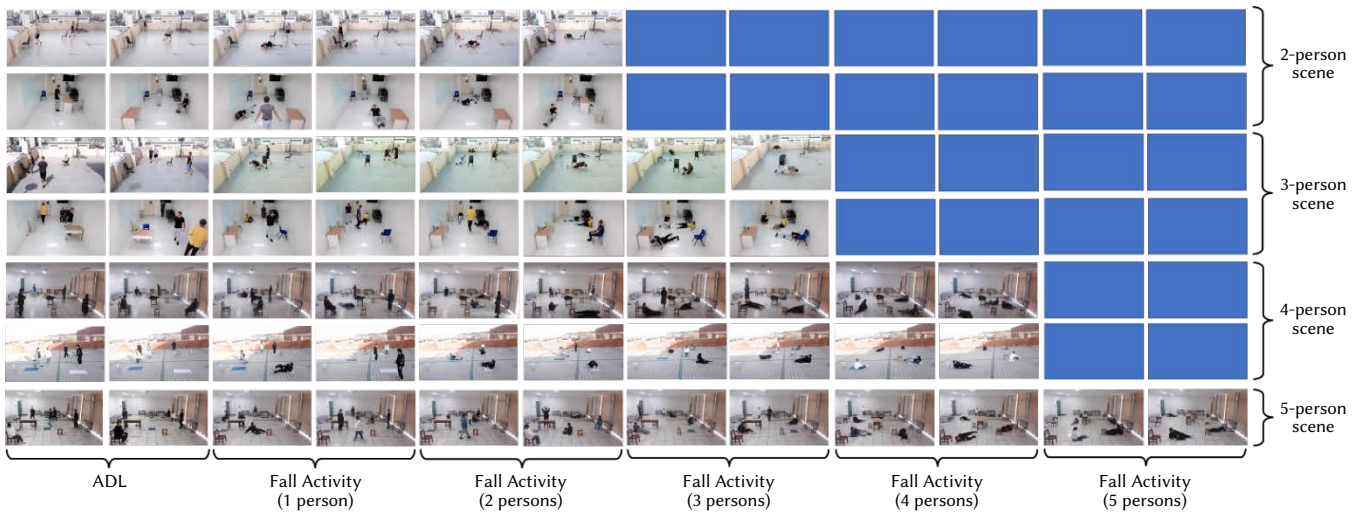 2-person
scene
3-person
scene
4-person
scene
5-person
scene
ADL
Fall Activity
(1 person)
Fall Activity
(2 persons)
Fall Activity
(3 persons)
Fall Activity
(4 persons)
Fall Activity
(5 persons)